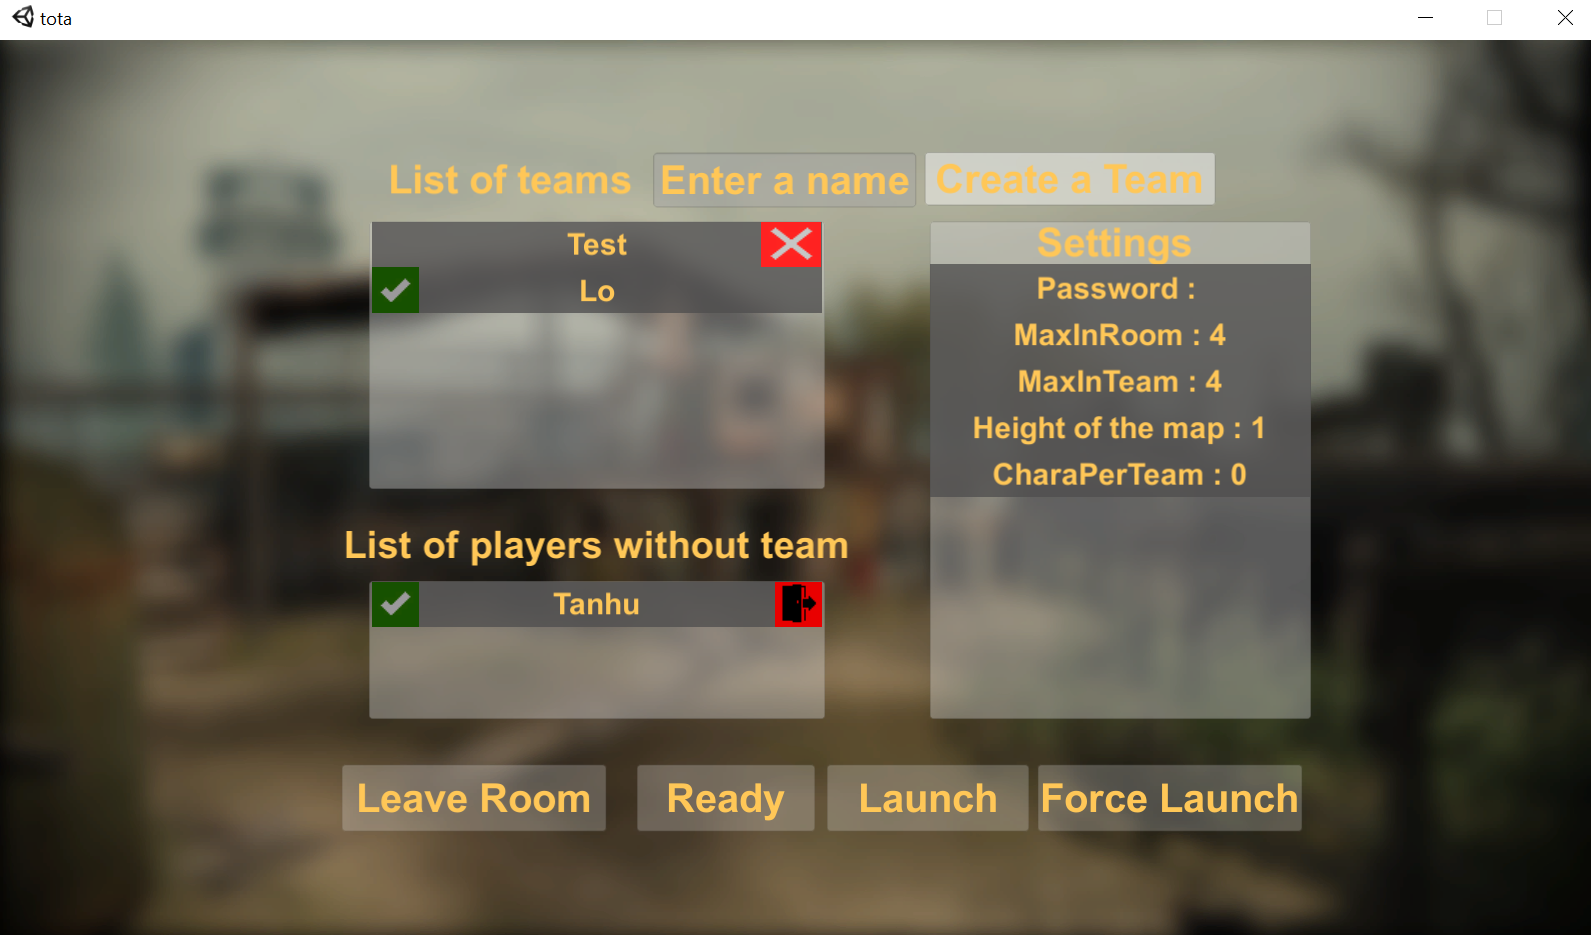 tota
List of teams
Enter a name
Create a Team
Test
Lo
Settings
Password :
MaxInRoom : 4
MaxInTeam : 4
Height of the map : 1
CharaPerTeam : 0
List of players without team
Tanhu
Leave Room
Ready
Launch
Force Launch